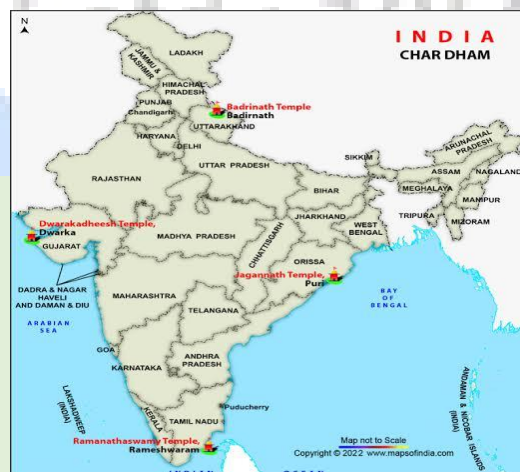 N
INDIA
CHAR DHAM
LADAKH
JAMMU &
KASHMIR
HIMACHAL
PRADESH
PUNJAB
Chandigarh
Badrinath Temple
Badirnath
UTTARAKHAND
HARYANA
DELHI
UTTAR PRADESH
RAJASTHAN
SIKKIM
ARUNACHAL
PRADESH
ASSAM
NAGALAND
MEGHALAYA
MANIPUR
TRIPURA
MIZORAM
BIHAR
JHARKHAND
WEST
BENGAL
Dwarakadheesh Temple,
Dwarka
GUJARAT
MADHYA PRADESH
CHHATTISGARH
ORISSA
Jagannath Temple,
Puri
DADRA & NAGAR
HAVELI
AND DAMAN & DIU
MAHARASHTRA
BAY
OF
BENGAL
ARABIAN
SEA
TELANGANA
GOA
KARNATAKA
ANDHRA
PRADESH
LAKSHADWEEP
(INDIA)
ANDAMAN & NICOBAR ISLANDS
(INDIA)
KERALA
TAMIL NADU
Puducherry
Ramanathaswamy Temple,
Rameshwaram
Map not to Scale
Copyright © 2022 www.mapsofindia.com